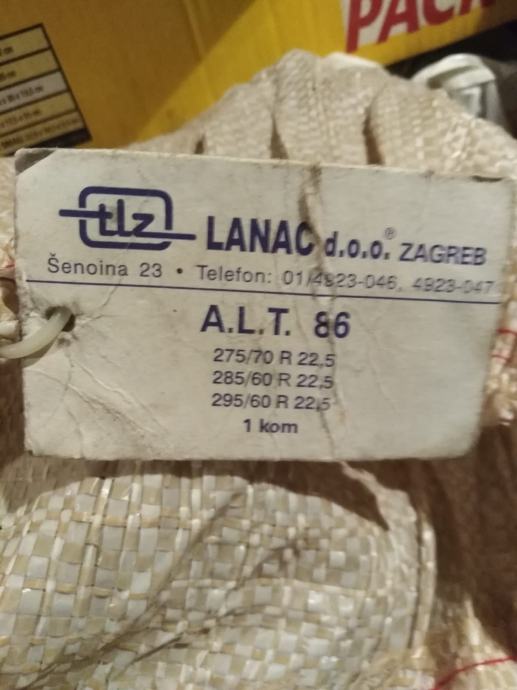 PACK
tlz
LANAC d.o.o.® ZAGREB
Šenoina 23 • Telefon: 01/4923-046, 4923-047
A.L.T. 86
275/70 R 22,5
285/60 R 22,5
295/60 R 22,5
1 kom